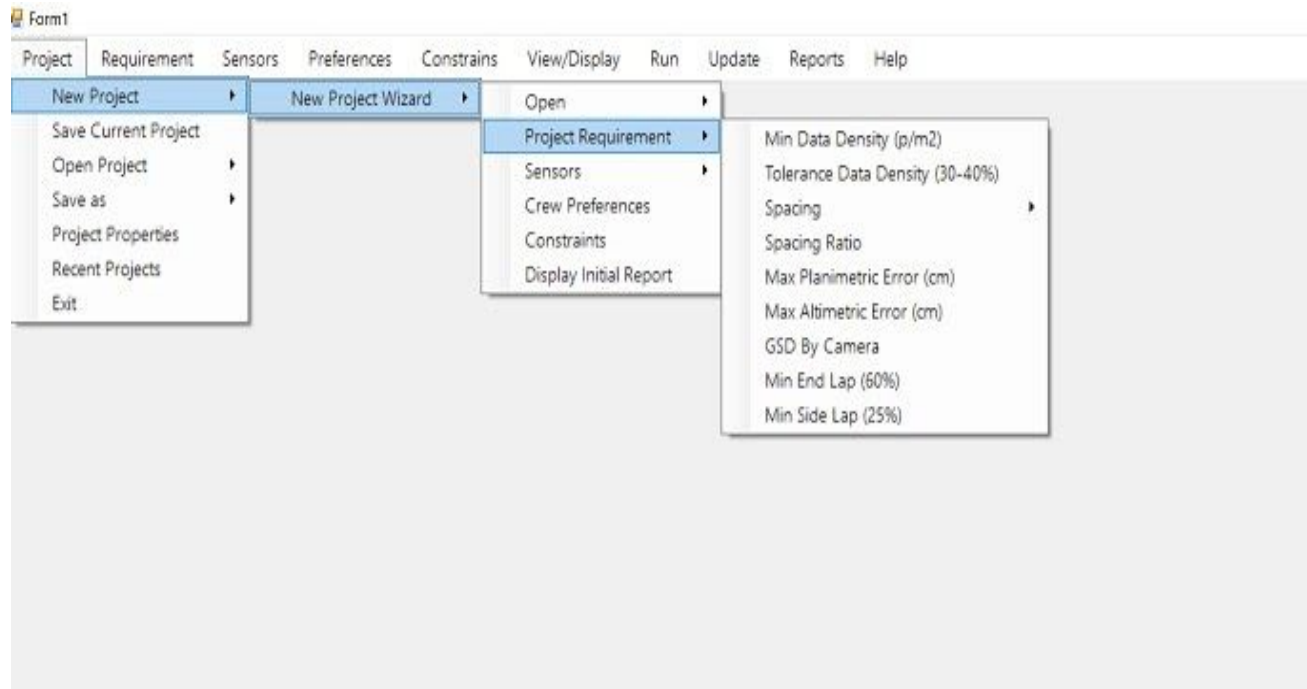 Form1
Project Requirement Sensors Preferences Constrains View/Display Run Update Reports Help
New Project
Save Current Project
Open Project
Save as
Project Properties
Recent Projects
Exit
New Project Wizard
Open
Project Requirement
Sensors
Crew Preferences
Constraints
Display Initial Report
Min Data Density (p/m2)
Tolerance Data Density (30-40%)
Spacing
Spacing Ratio
Max Planimetric Error (cm)
Max Altimetric Error (cm)
GSD By Camera
Min End Lap (60%)
Min Side Lap (25%)